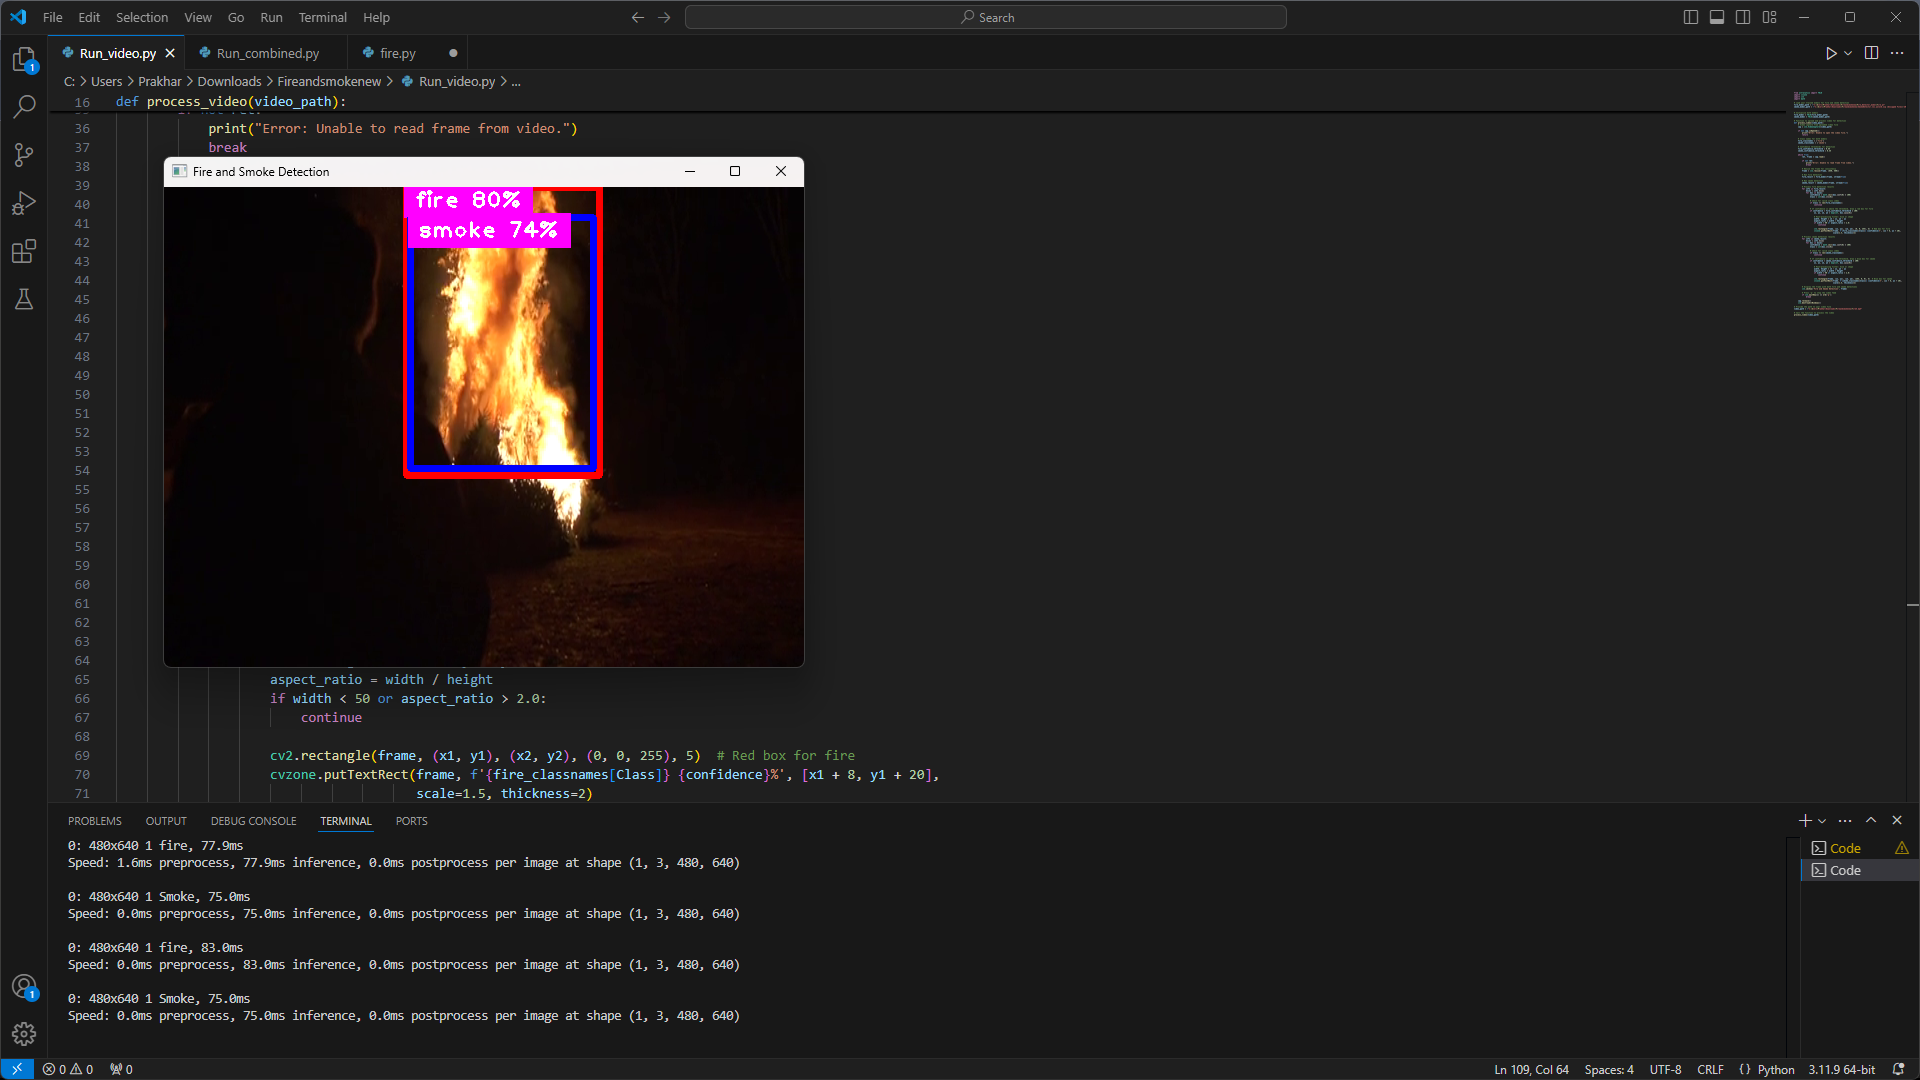 File Edit Selection View Go Run Terminal Help
Search
Run_video.py
Run_combined.py
fire.py
C: > Users > Prakhar > Downloads > Fireandsmokenew > Run_video.py > ...
16 def process_video(video_path):
36 print("Error: Unable to read frame from video.")
37 break
38
39
40
41
42
43
44
45
46
47
48
49
50
51
52
53
54
55
56
57
58
59
60
61
62
63
64
Fire and Smoke Detection
fire 80%
smoke 74%
65 aspect_ratio = width / height
66 if width < 50 or aspect_ratio > 2.0:
67 continue
68
69 cv2.rectangle(frame, (x1, y1), (x2, y2), (0, 0, 255), 5) # Red box for fire
70 cvzone.putTextRect(frame, f'{fire_classnames[Class]} {confidence}%', [x1 + 8, y1 + 20],
71 scale=1.5, thickness=2)
PROBLEMS OUTPUT DEBUG CONSOLE TERMINAL PORTS
0: 480x640 1 fire, 77.9ms
Speed: 1.6ms preprocess, 77.9ms inference, 0.0ms postprocess per image at shape (1, 3, 480, 640)
0: 480x640 1 Smoke, 75.0ms
Speed: 0.0ms preprocess, 75.0ms inference, 0.0ms postprocess per image at shape (1, 3, 480, 640)
0: 480x640 1 fire, 83.0ms
Speed: 0.0ms preprocess, 83.0ms inference, 0.0ms postprocess per image at shape (1, 3, 480, 640)
0: 480x640 1 Smoke, 75.0ms
Speed: 0.0ms preprocess, 75.0ms inference, 0.0ms postprocess per image at shape (1, 3, 480, 640)
Code
Code
1
1
0 0 0
Ln 109, Col 64 Spaces: 4 UTF-8 CRLF {} Python 3.11.9 64-bit